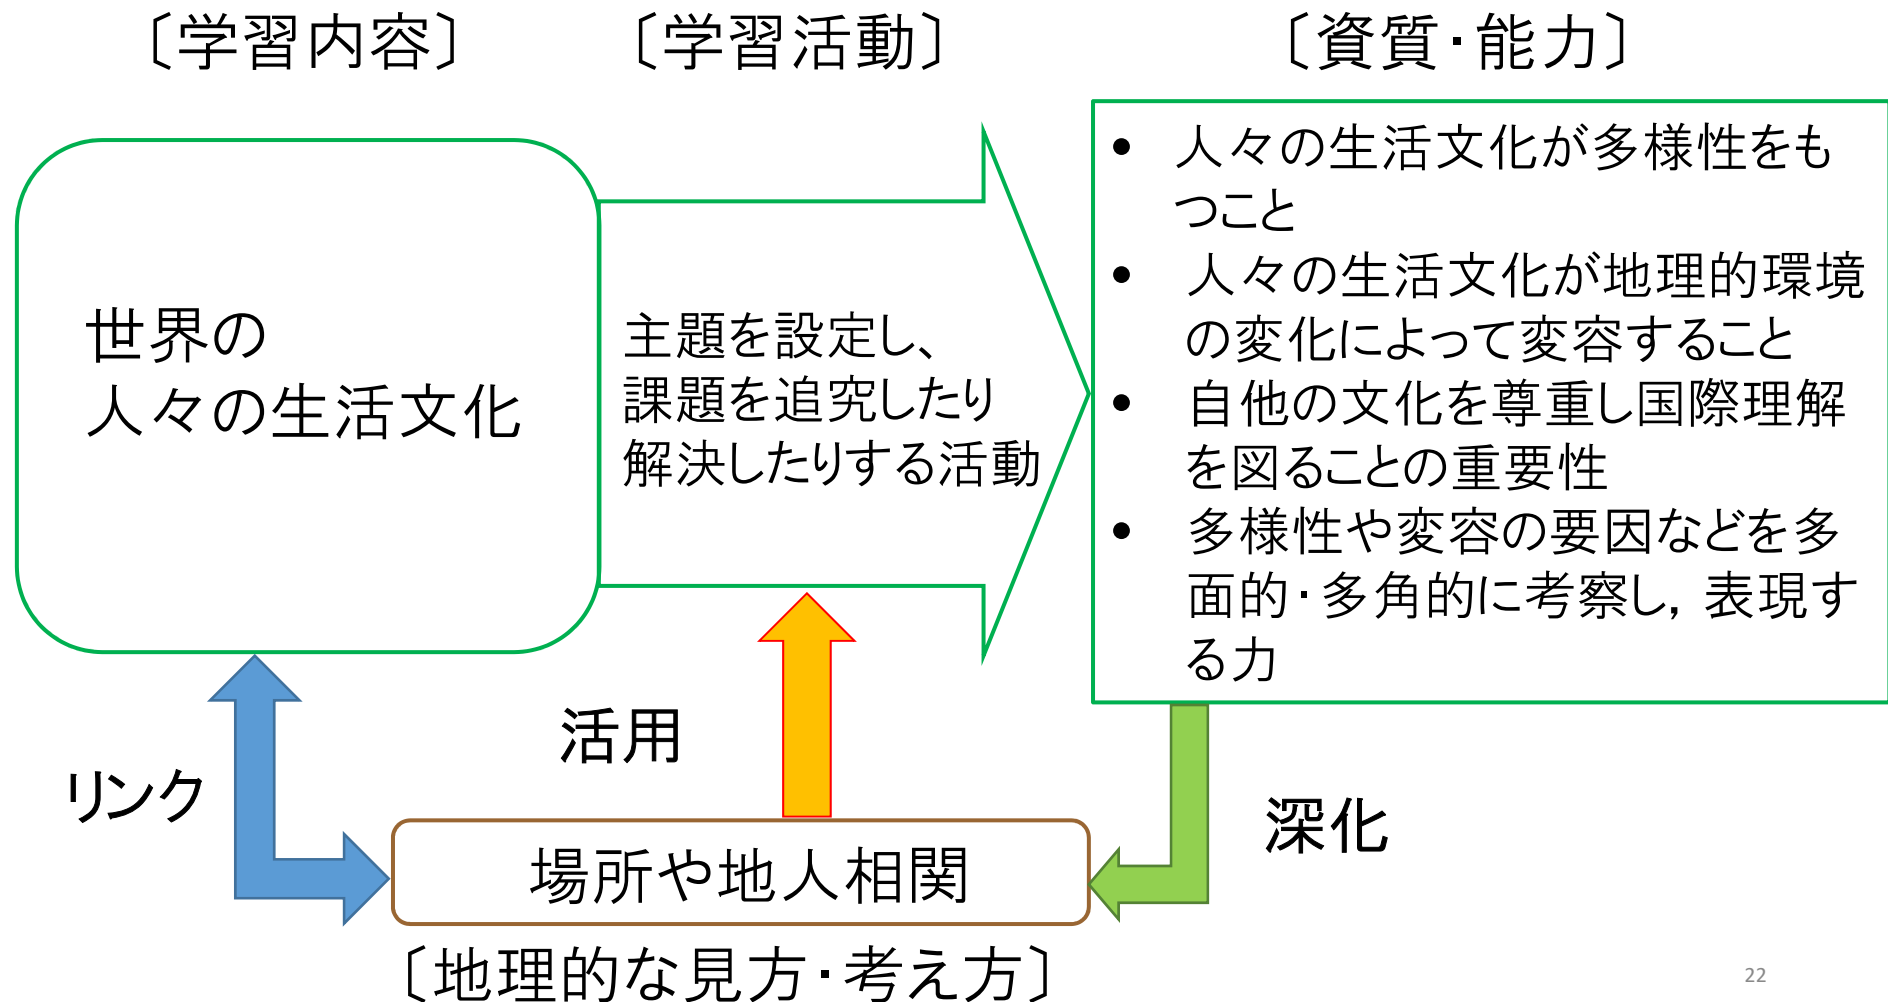 〔学習内容〕
〔学習活動〕
〔資質・能力〕
世界の
人々の生活文化
主題を設定し、
課題を追究したり
解決したりする活動
• 人々の生活文化が多様性をも
つこと
• 人々の生活文化が地理的環境
の変化によって変容すること
• 自他の文化を尊重し国際理解
を図ることの重要性
• 多様性や変容の要因などを多
面的・多角的に考察し，表現す
る力
リンク
活用
深化
場所や地人相関
〔地理的な見方・考え方〕
22